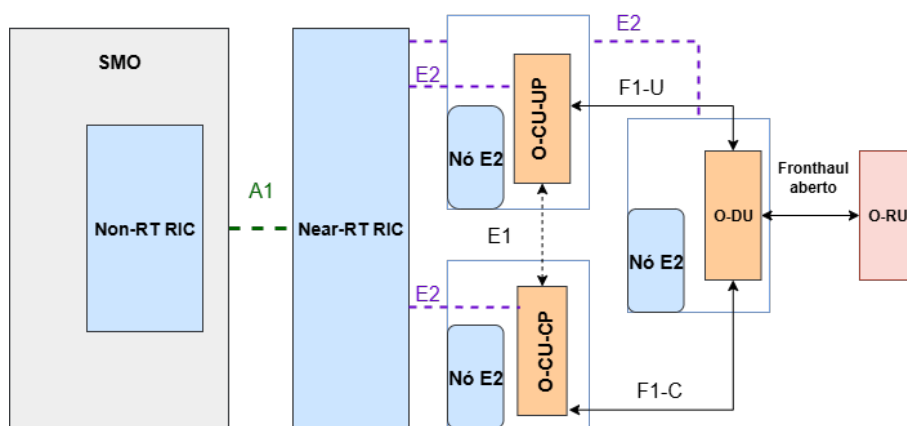 SMO
Non-RT RIC
A1
Near-RT RIC
E2
E2
O-CU-UP
Nó E2
F1-U
E1
E2
O-CU-CP
Nó E2
F1-C
O-DU
Nó E2
Fronthaul
aberto
O-RU